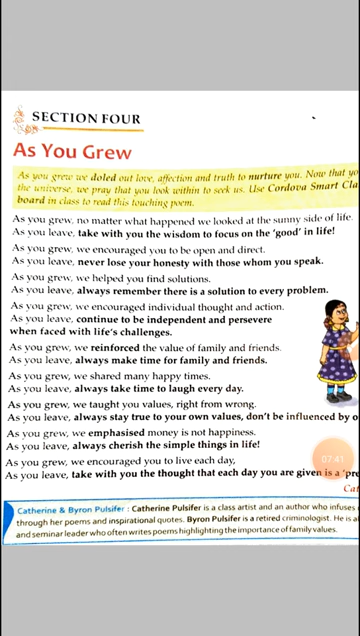 SECTION FOUR
As You Grew
As you grew we doled out love, affection and truth to nurture you. Now that yo
the universe, we pray that you look within to seek us. Use Cordova Smart Cla
board in class to read this touching poem.
As you grew, no matter what happened we looked at the sunny side of life.
As you leave, take with you the wisdom to focus on the 'good' in life!
As you grew, we encouraged you to be open and direct.
As you leave, never lose your honesty with those whom you speak.
As you grew, we helped you find solutions.
As you leave, always remember there is a solution to every problem.
As you grew, we encouraged individual thought and action.
As you leave, continue to be independent and persevere
when faced with life's challenges.
As you grew, we reinforced the value of family and friends.
As you leave, always make time for family and friends.
As you grew, we shared many happy times.
As you leave, always take time to laugh every day.
As you grew, we taught you values, right from wrong.
As you leave, always stay true to your own values, don't be influenced by o
As you grew, we emphasised money is not happiness.
As you leave, always cherish the simple things in life!
As you grew, we encouraged you to live each day,
07:41
As you leave, take with you the thought that each day you are given is a 'pre
Cat
Catherine & Byron Pulsifer : Catherine Pulsifer is a class artist and an author who infuses
through her poems and inspirational quotes. Byron Pulsifer is a retired criminologist. He is a
and seminar leader who often writes poems highlighting the importance of family values.